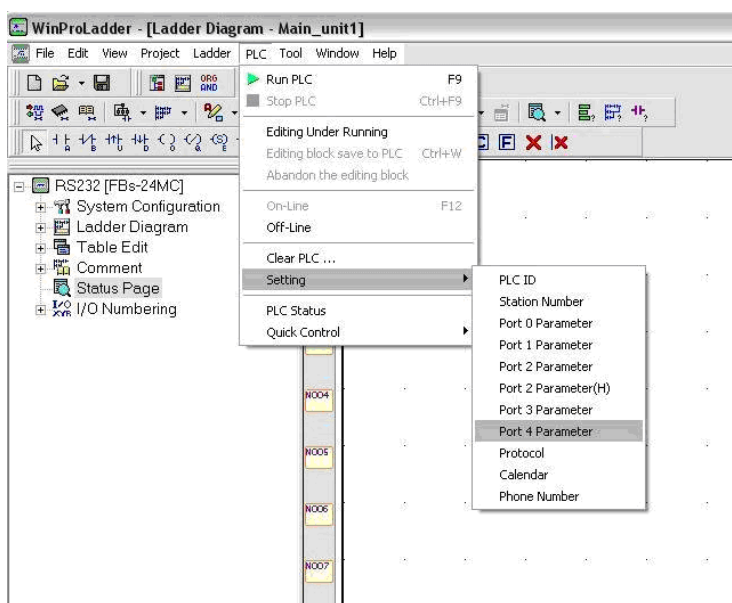 WinProLadder - [Ladder Diagram - Main_unit1]
File Edit View Project Ladder PLC Tool Window Help
ORG
AND
Run PLC F9
Stop PLC Ctrl+F9
Editing Under Running
Editing block save to PLC Ctrl+W
Abandon the editing block
On-Line F12
Off-Line
Clear PLC ...
Setting
PLC Status
Quick Control
PLC ID
Station Number
Port 0 Parameter
Port 1 Parameter
Port 2 Parameter
Port 2 Parameter(H)
Port 3 Parameter
Port 4 Parameter
Protocol
Calendar
Phone Number
RS232 [FBs-24MC]
System Configuration
Ladder Diagram
Table Edit
Comment
Status Page
I/O Numbering
N004
N005
N006
N007